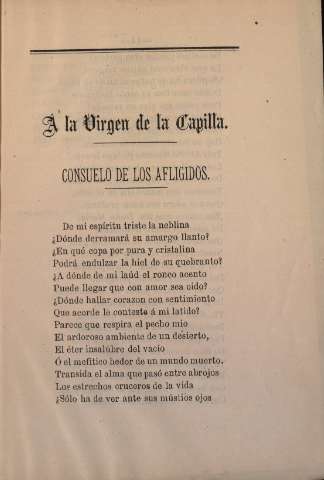 Á la Virgen de la Capilla.
CONSUELO DE LOS AFLIGIDOS.
De mi espíritn triste la neblina
¿Dónde derramará su amargo llanto?
¿En qué copa por pura y cristalina
Podrá endulzar la hiel de su quebranto?
¿A dónde de mi laúd el ronco acento
Puede llegar que con amor sea oido?
¿Dónde hallar corazon con sentimiento
Que acorde le conteste á mi latido?
Parece que respira el pecho mio
El ardoroso ambiente de un desierto,
El éter insalúbre del vacio
Ó el mefítico hedor de un mundo muerto.
Transida el alma que pasó entre abrojos
Los estrechos cruceros de la vida
¿Sólo ha de ver ante sus mústios ojos